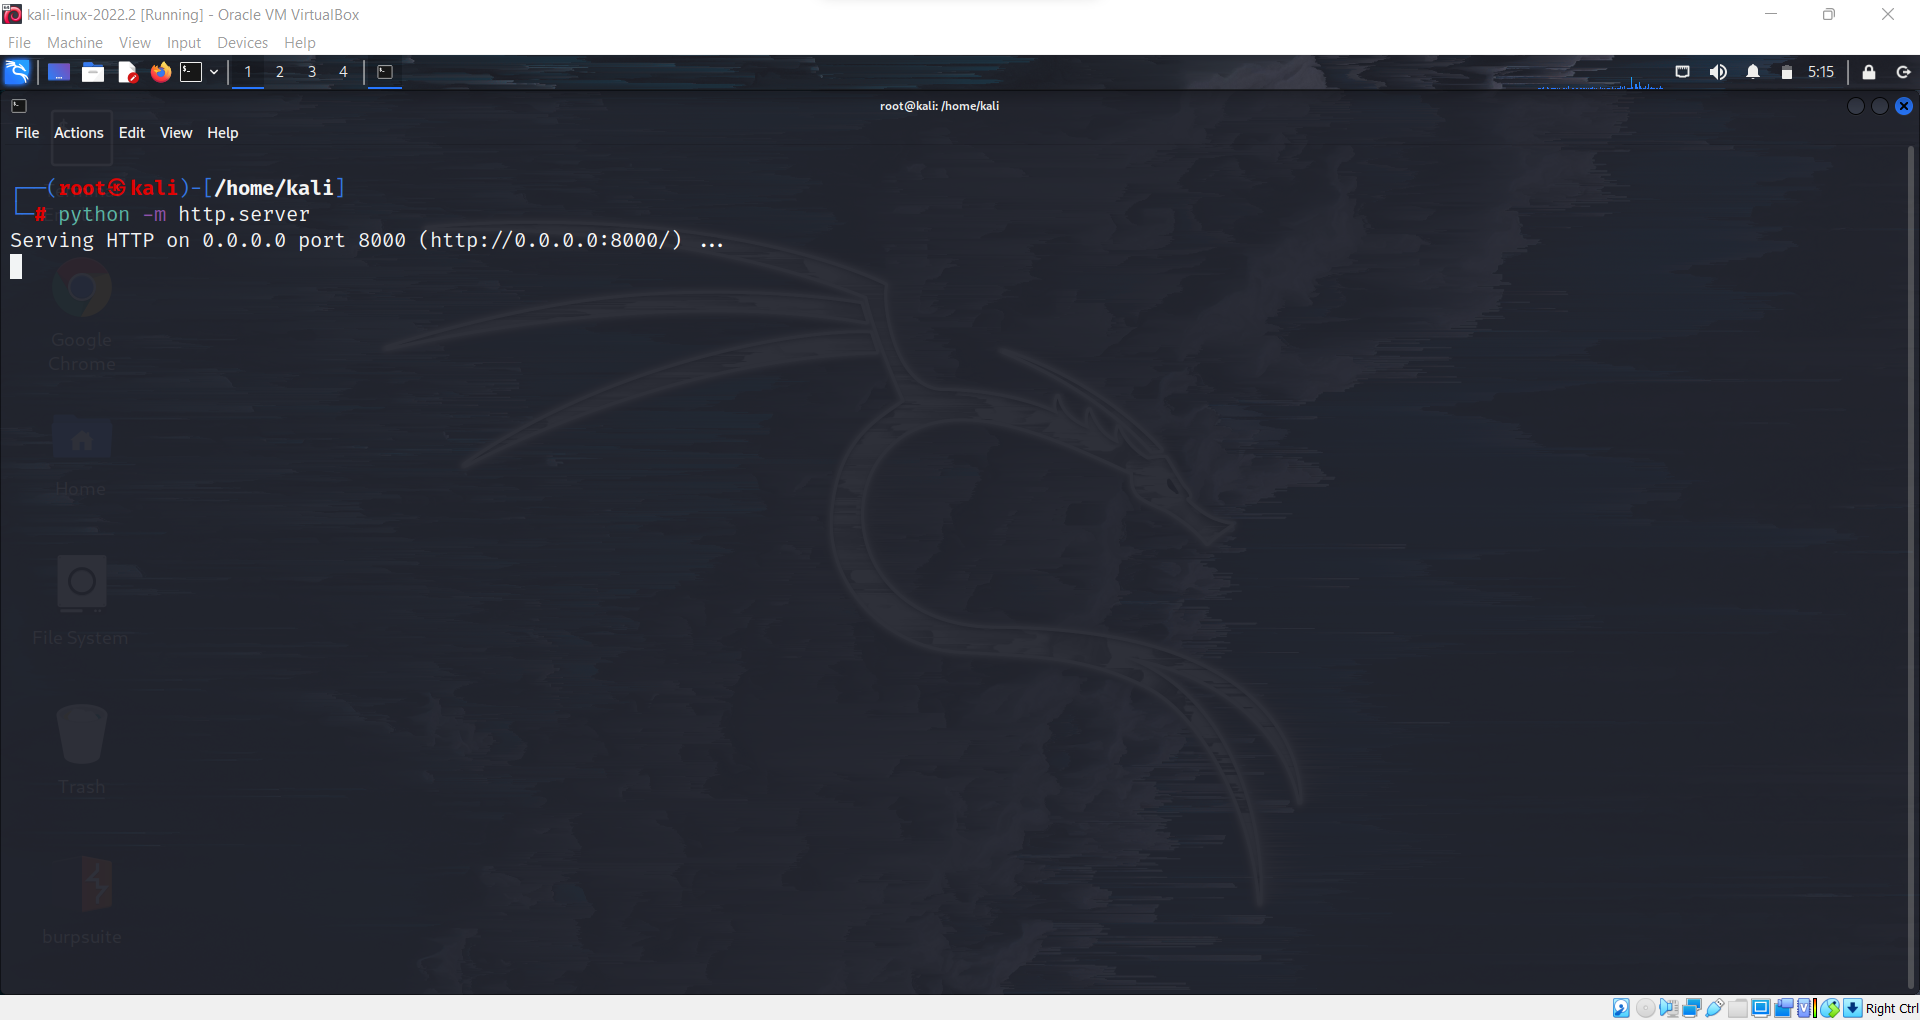 kali-linux-2022.2 [Running] - Oracle VM VirtualBox
File Machine View Input Devices Help
1 2 3 4 5:15
root@kali: /home/kali
File Actions Edit View Help
┌──(root㉿kali)-[/home/kali]
└─# python -m http.server
Serving HTTP on 0.0.0.0 port 8000 (http://0.0.0.0:8000/) ...
Google
Chrome
Home
File System
Trash
burpsuite
Right Ctrl